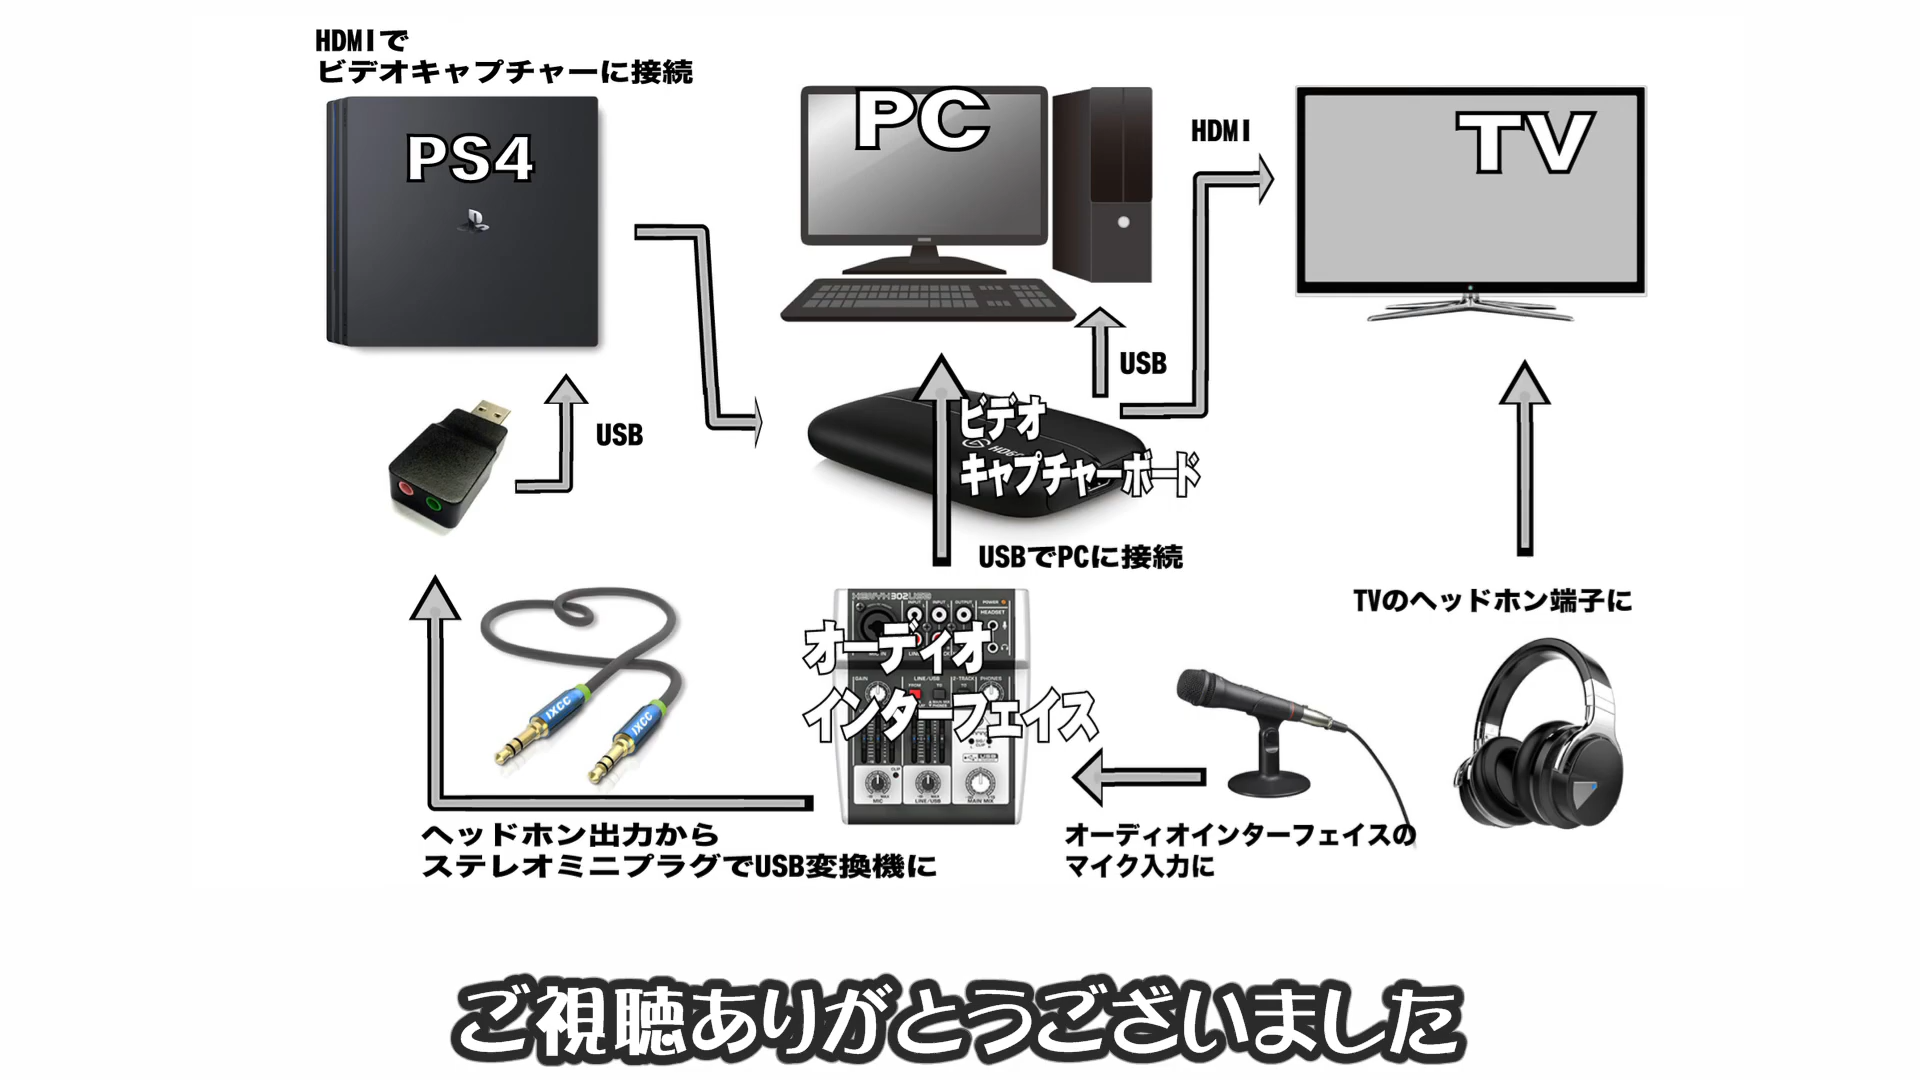 HDMIで
ビデオキャプチャーに接続
PS4
PC
HDMI
TV
USB
USB
ビデオ
キャプチャーボード
USBでPCに接続
TVのヘッドホン端子に
オーディオ
インターフェイス
IXCC
IXCC
ヘッドホン出力から
ステレオミニプラグでUSB変換機に
オーディオインターフェイスの
マイク入力に
ご視聴ありがとうございました